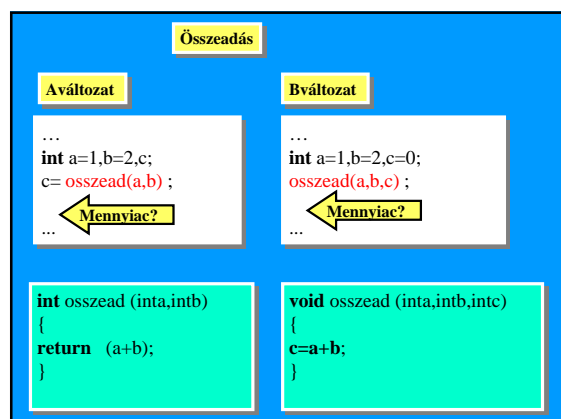 Összeadás
Aváltozat
…
int a=1,b=2,c;
c= osszead(a,b) ;
Mennyiac?
...
int osszead (inta,intb)
{
return (a+b);
}
Bváltozat
…
int a=1,b=2,c=0;
osszead(a,b,c) ;
Mennyiac?
...
void osszead (inta,intb,intc)
{
c=a+b;
}